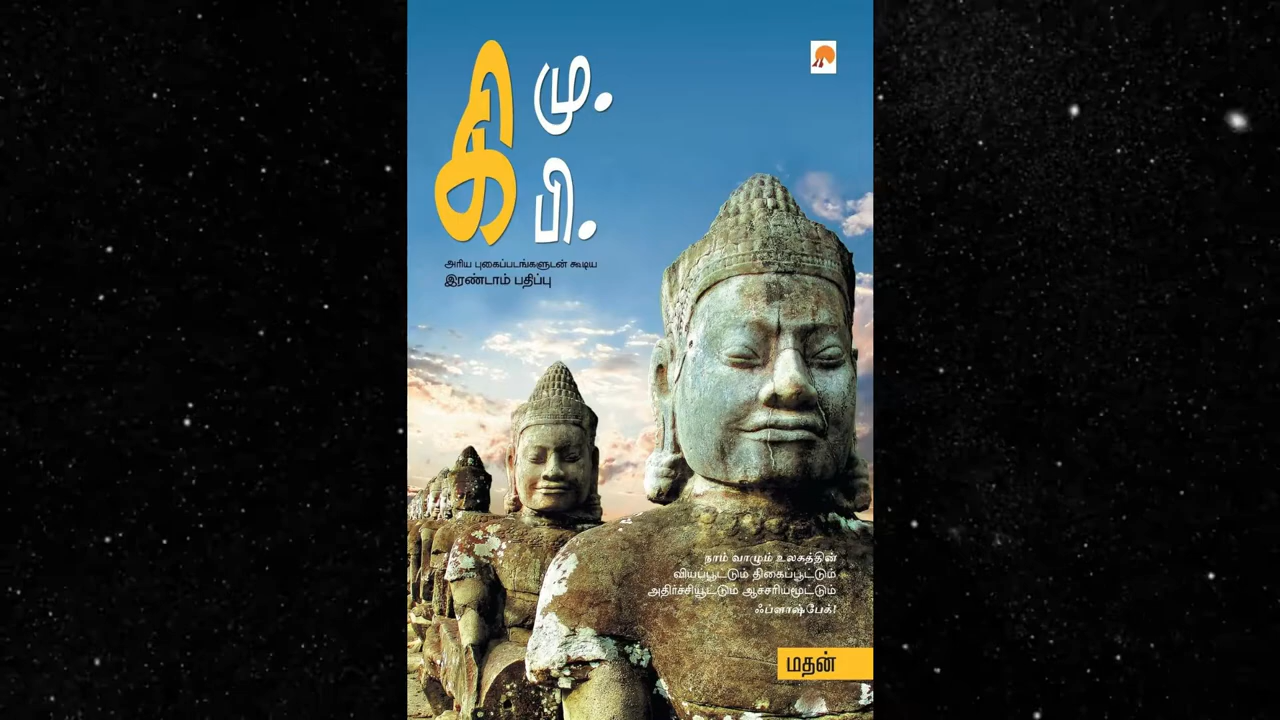 கி
மு.
பி.
அரிய புகைப்படங்களுடன் கூடிய
இரண்டாம் பதிப்பு
நாம் வாழும் உலகத்தின்
வியப்பூட்டும் திகைப்பூட்டும்
அதிர்ச்சியூட்டும் ஆச்சரியமூட்டும்
ஃப்ளாஷ்பேக்!
மதன்